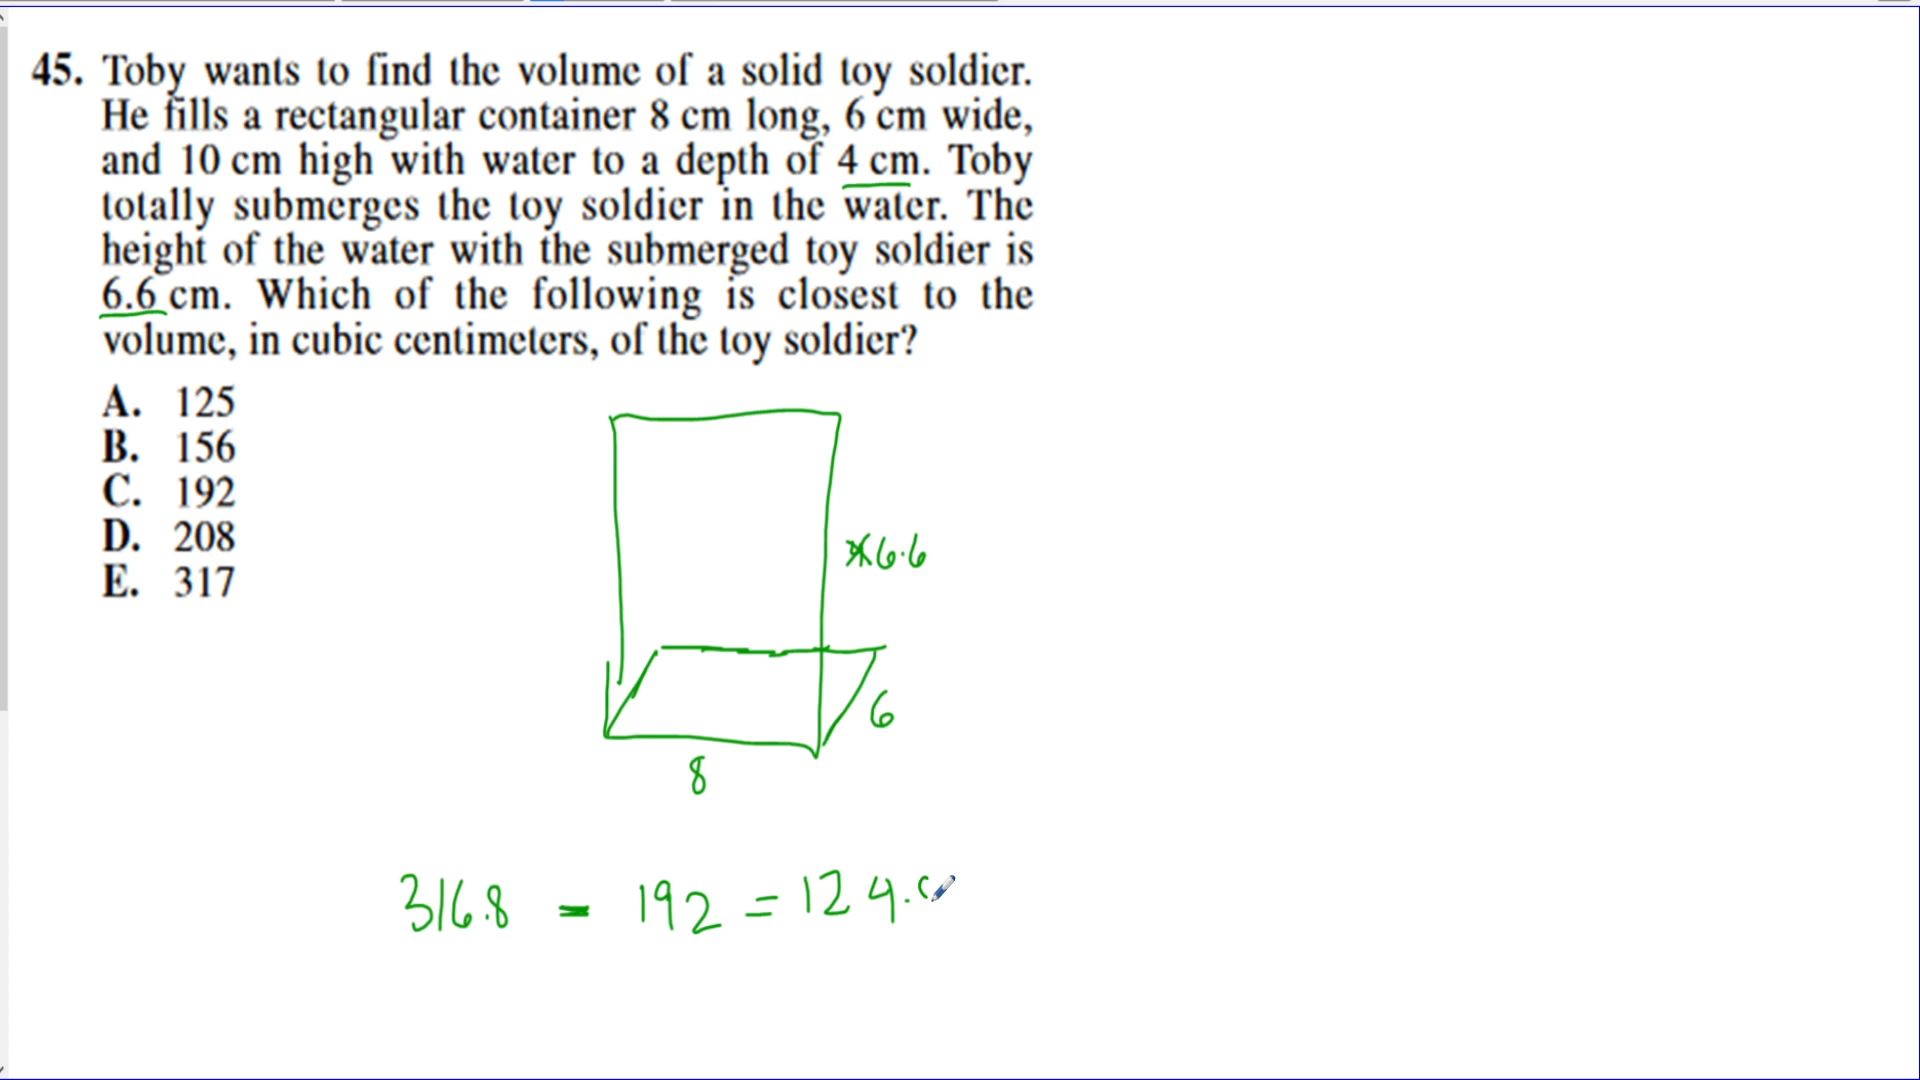 45. Toby wants to find the volume of a solid toy soldier.
He fills a rectangular container 8 cm long, 6 cm wide,
and 10 cm high with water to a depth of 4 cm. Toby
totally submerges the toy soldier in the water. The
height of the water with the submerged toy soldier is
6.6 cm. Which of the following is closest to the
volume, in cubic centimeters, of the toy soldier?
A. 125
B. 156
C. 192
D. 208
E. 317
6.6
6
8
316.8 = 192 = 124.